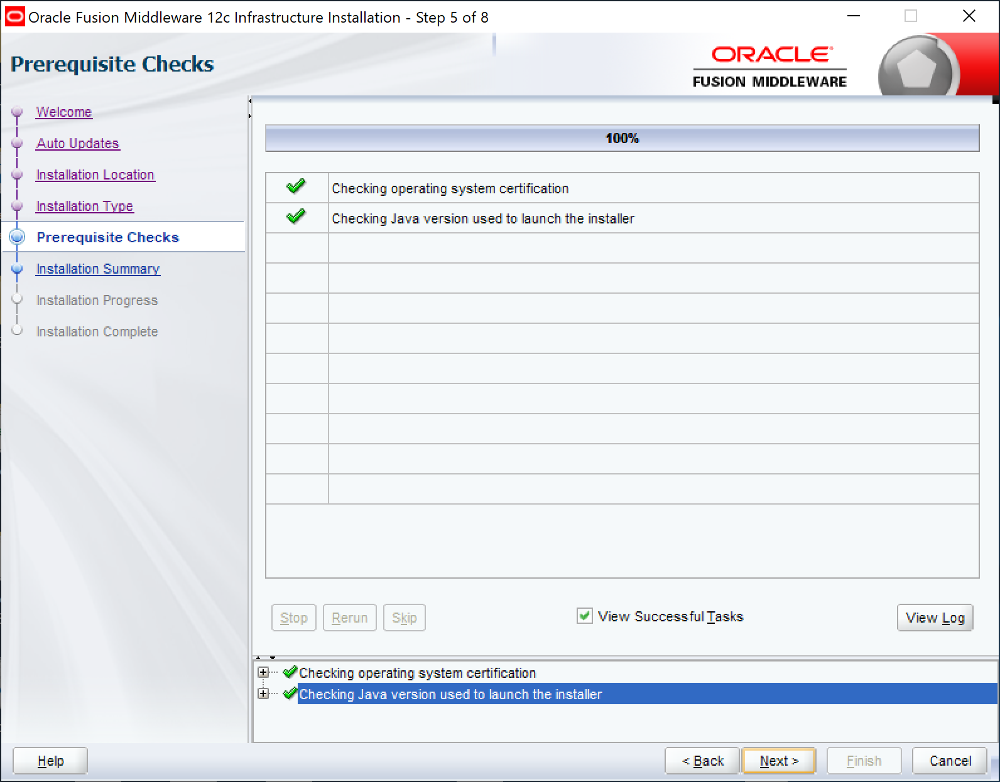 Oracle Fusion Middleware 12c Infrastructure Installation - Step 5 of 8
Prerequisite Checks
ORACLE®
FUSION MIDDLEWARE
Welcome
Auto Updates
Installation Location
Installation Type
Prerequisite Checks
Installation Summary
Installation Progress
Installation Complete
100%
Checking operating system certification
Checking Java version used to launch the installer
Stop Rerun Skip View Successful Tasks View Log
Checking operating system certification
Checking Java version used to launch the installer
Help < Back Next > Finish Cancel